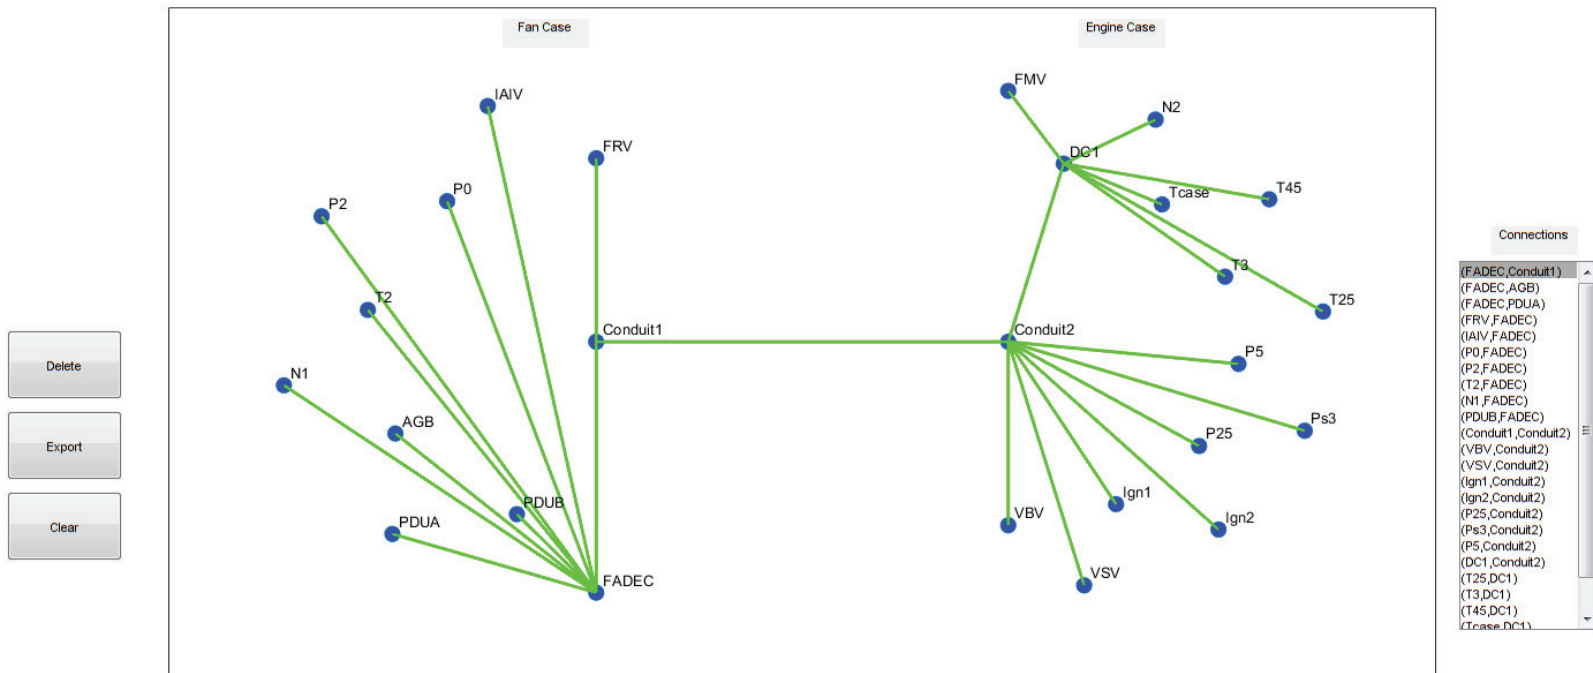 Fan Case
Engine Case
IAIV
FRV
P0
P2
T2
Conduit1
N1
AGB
PDUB
PDUA
FADEC
FMV
N2
DC1
Tcase
T45
T3
T25
Conduit2
P5
Ps3
P25
Ign1
Ign2
VBV
VSV
Delete
Export
Clear
Connections
(FADEC,Conduit1)
(FADEC,AGB)
(FADEC,PDUA)
(FRV,FADEC)
(IAIV,FADEC)
(P0,FADEC)
(P2,FADEC)
(T2,FADEC)
(N1,FADEC)
(PDUB,FADEC)
(Conduit1,Conduit2)
(VBV,Conduit2)
(VSV,Conduit2)
(Ign1,Conduit2)
(Ign2,Conduit2)
(P25,Conduit2)
(Ps3,Conduit2)
(P5,Conduit2)
(DC1,Conduit2)
(T25,DC1)
(T3,DC1)
(T45,DC1)
(Tcase,DC1)